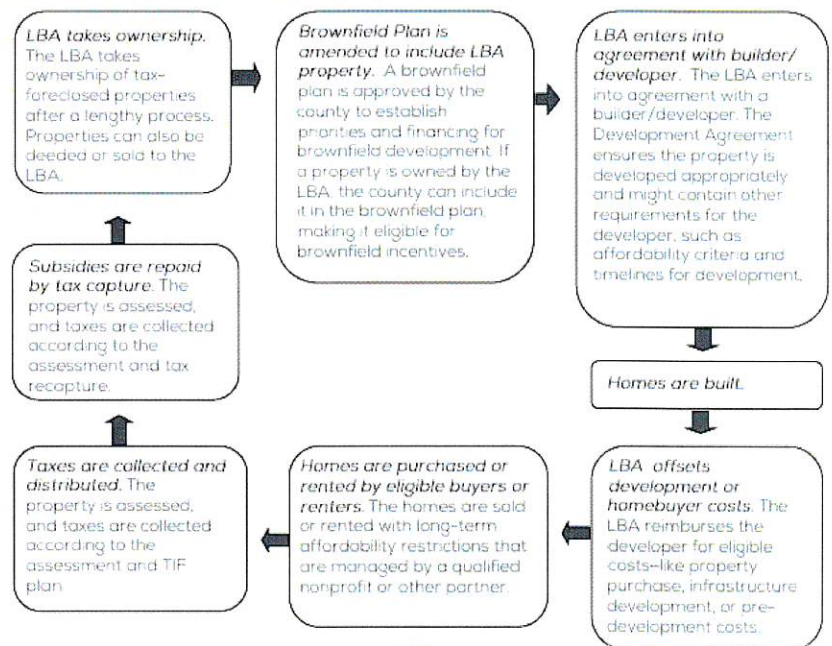 LBA takes ownership.
The LBA takes
ownership of tax-
foreclosed properties
after a lengthy process.
Properties can also be
deeded or sold to the
LBA.
Brownfield Plan is
amended to include LBA
property. A brownfield
plan is approved by the
county to establish
priorities and financing for
brownfield development. If
a property is owned by the
LBA, the county can include
it in the brownfield plan,
making it eligible for
brownfield incentives.
LBA enters into
agreement with builder/
developer. The LBA enters
into agreement with a
builder/developer. The
Development Agreement
ensures the property is
developed appropriately
and might contain other
requirements for the
developer, such as
affordability criteria and
timelines for development.
Homes are built.
LBA offsets
development or
homebuyer costs. The
LBA reimburses the
developer for eligible
costs–like property
purchase, infrastructure
development, or pre-
development costs.
Homes are purchased or
rented by eligible buyers or
renters. The homes are sold
or rented with long-term
affordability restrictions that
are managed by a qualified
nonprofit or other partner.
Taxes are collected and
distributed. The
property is assessed,
and taxes are collected
according to the
assessment and TIF
plan
Subsidies are repaid
by tax capture. The
property is assessed,
and taxes are collected
according to the
assessment and tax
recapture.